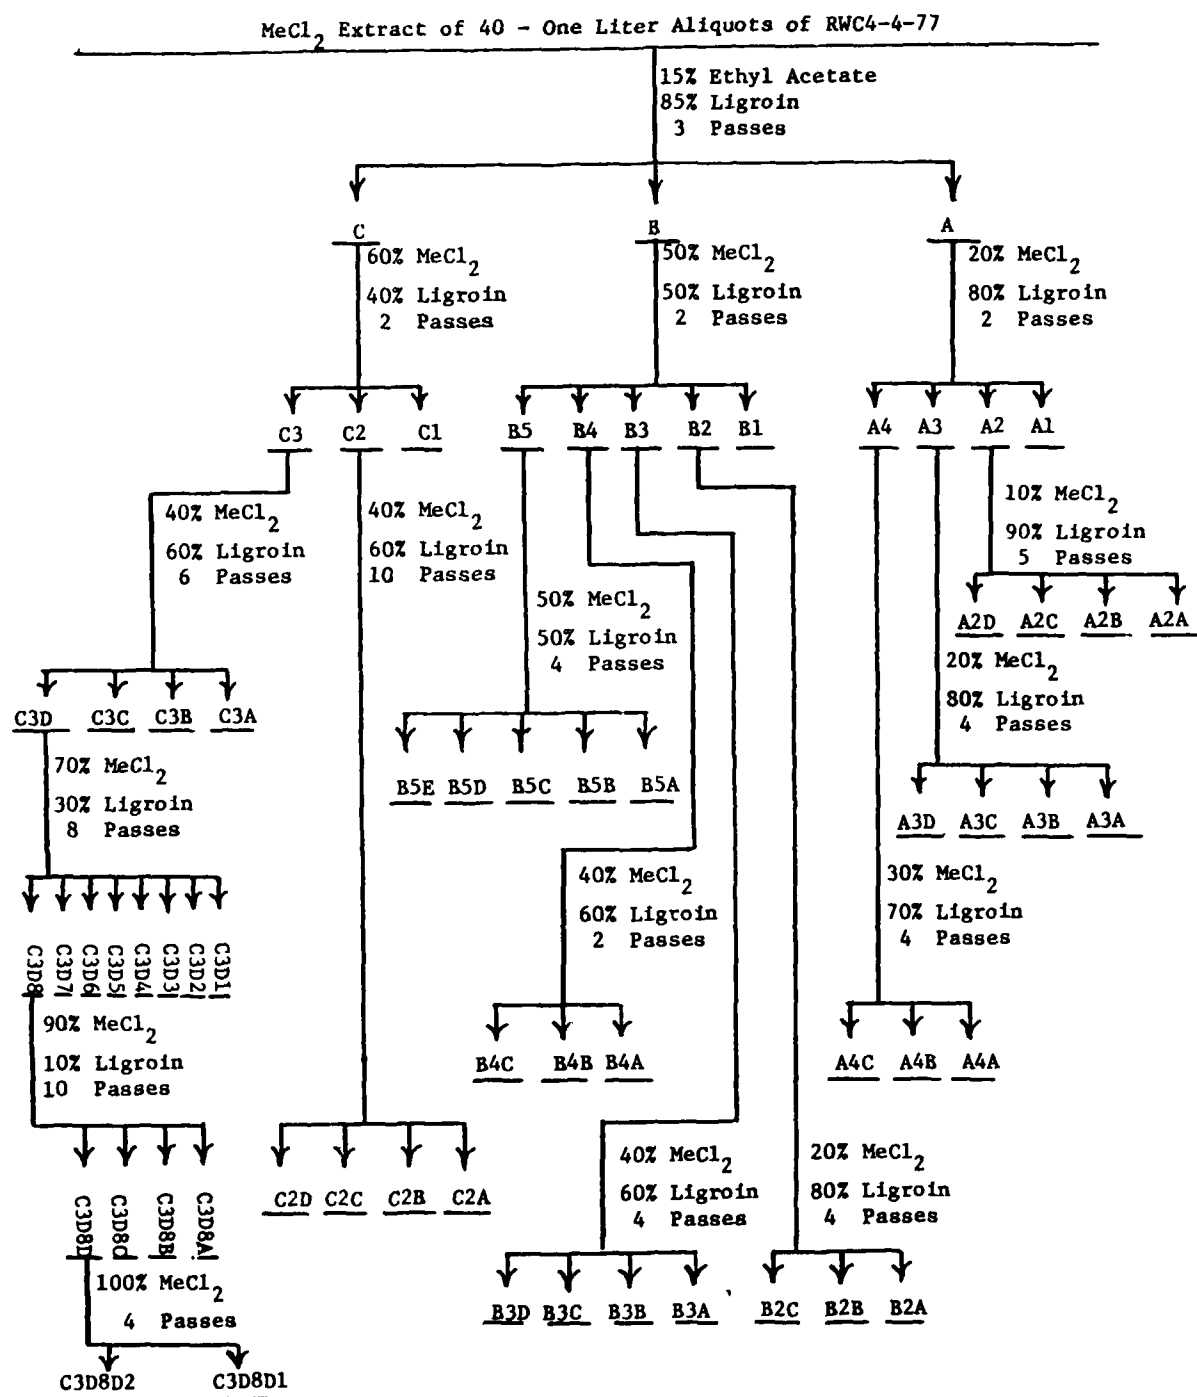 MeCl2 Extract of 40 - One Liter Aliquots of RWC4-4-77
15% Ethyl Acetate
85% Ligroin
3 Passes
C
B
A
60% MeCl2
40% Ligroin
2 Passes
50% MeCl2
50% Ligroin
2 Passes
20% MeCl2
80% Ligroin
2 Passes
C3 C2 C1
B5 B4 B3 B2 B1
A4 A3 A2 A1
40% MeCl2
60% Ligroin
6 Passes
40% MeCl2
60% Ligroin
10 Passes
10% MeCl2
90% Ligroin
5 Passes
50% MeCl2
50% Ligroin
4 Passes
A2D A2C A2B A2A
20% MeCl2
80% Ligroin
4 Passes
C3D C3C C3B C3A
70% MeCl2
30% Ligroin
8 Passes
B5E B5D B5C B5B B5A
A3D A3C A3B A3A
40% MeCl2
60% Ligroin
2 Passes
30% MeCl2
70% Ligroin
4 Passes
C3D8 C3D7 C3D6 C3D5 C3D4 C3D3 C3D2 C3D1
90% MeCl2
10% Ligroin
10 Passes
B4C B4B B4A
A4C A4B A4A
40% MeCl2
60% Ligroin
4 Passes
20% MeCl2
80% Ligroin
4 Passes
C3D8D C3D8C C3D8B C3D8A
C2D C2C C2B C2A
100% MeCl2
4 Passes
B3D B3C B3B B3A
B2C B2B B2A
C3D8D2 C3D8D1